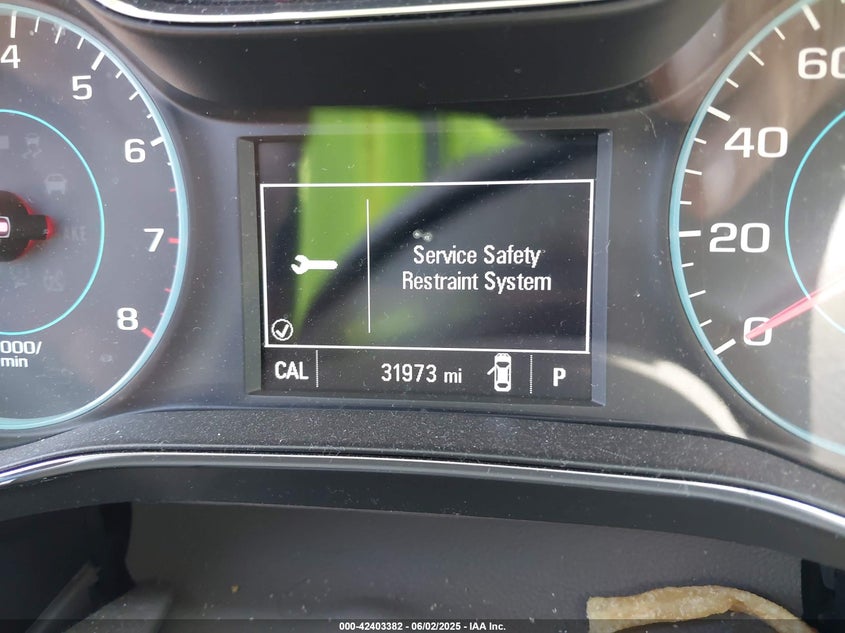 4
5
6
7
8
000/
min
Service Safety
Restraint System
CAL
31973 mi
P
60
40
20
0
000-42403382 - 06/02/2025 - IAA Inc.